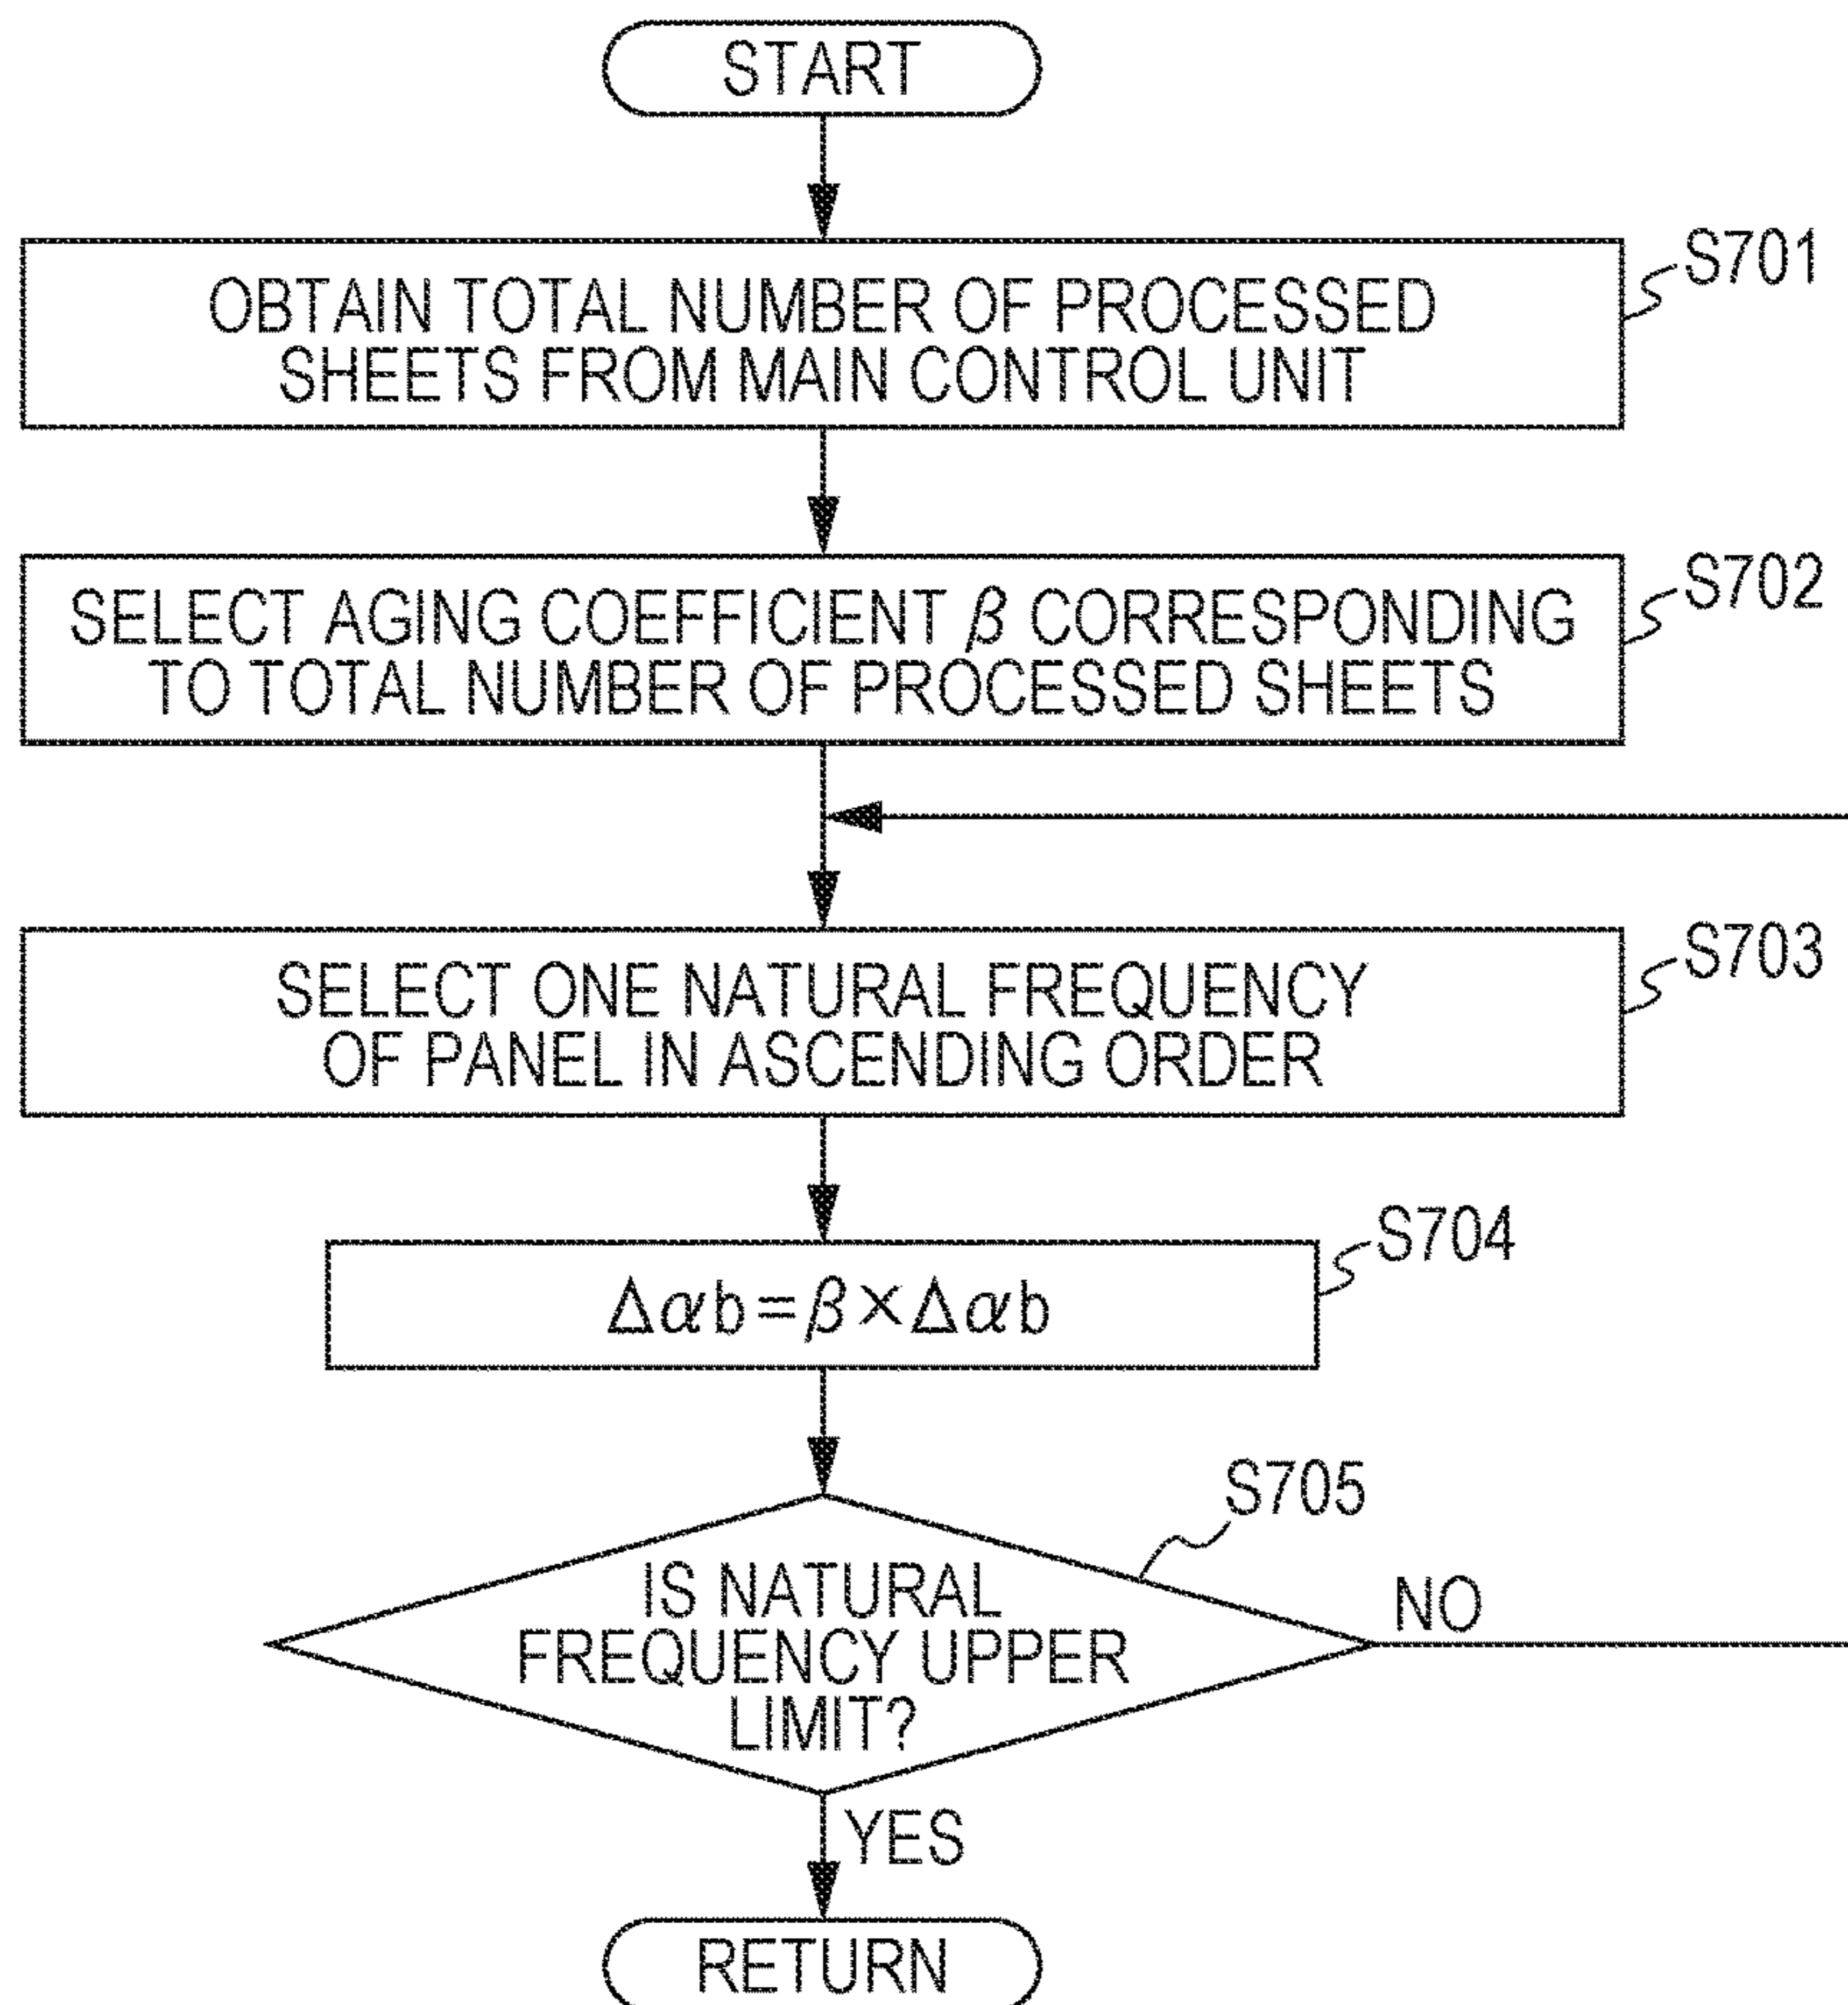 START
S701
OBTAIN TOTAL NUMBER OF PROCESSED
SHEETS FROM MAIN CONTROL UNIT
S702
SELECT AGING COEFFICIENT β CORRESPONDING
TO TOTAL NUMBER OF PROCESSED SHEETS
S703
SELECT ONE NATURAL FREQUENCY
OF PANEL IN ASCENDING ORDER
S704
Δαb=β×Δαb
S705
IS NATURAL
FREQUENCY UPPER
LIMIT?
NO
YES
RETURN